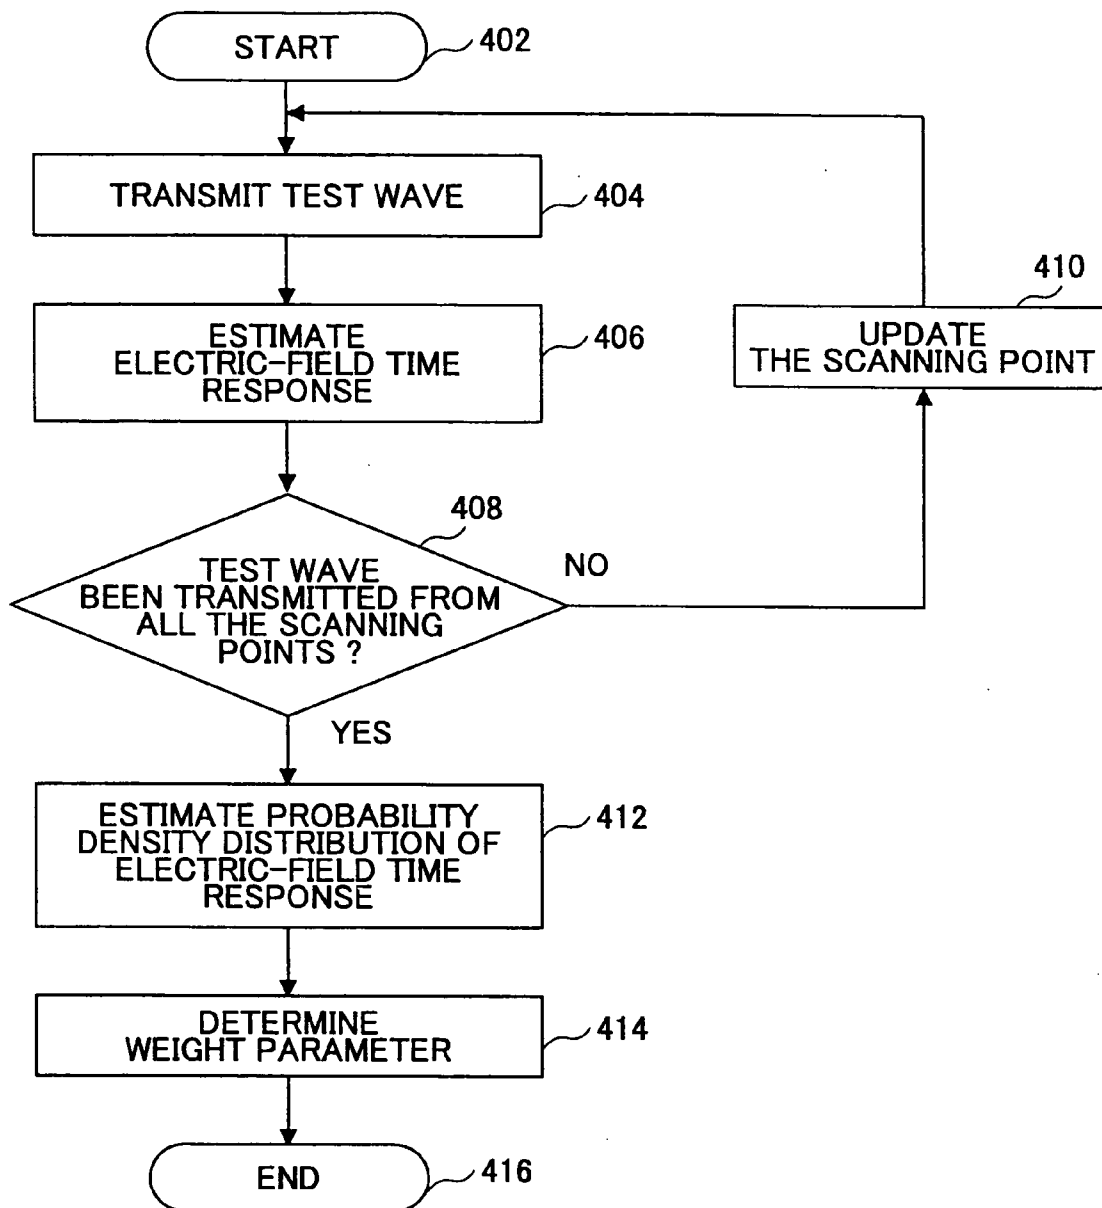 START
402
TRANSMIT TEST WAVE
404
ESTIMATE
ELECTRIC-FIELD TIME
RESPONSE
406
410
UPDATE
THE SCANNING POINT
408
TEST WAVE
BEEN TRANSMITTED FROM
ALL THE SCANNING
POINTS ?
NO
YES
ESTIMATE PROBABILITY
DENSITY DISTRIBUTION OF
ELECTRIC-FIELD TIME
RESPONSE
412
DETERMINE
WEIGHT PARAMETER
414
END
416